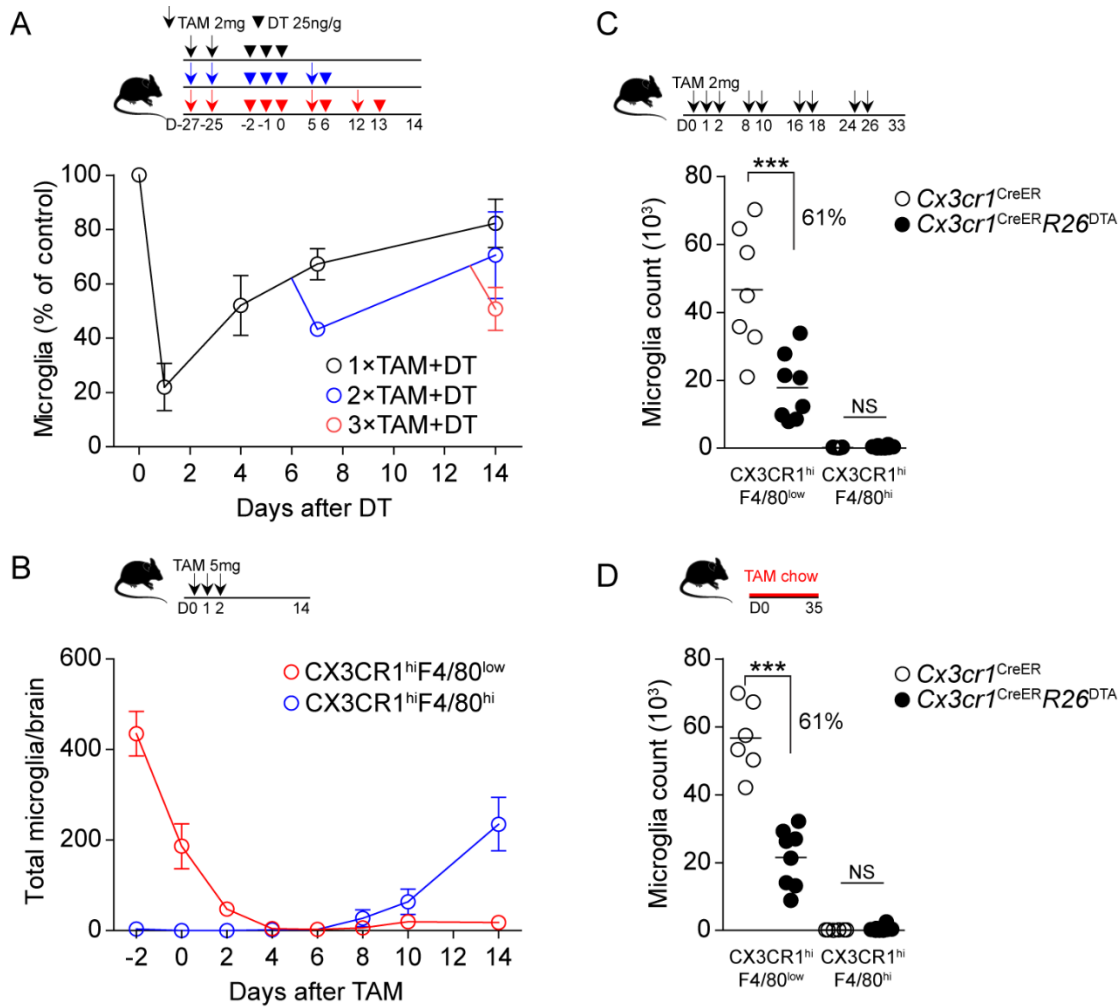 A
TAM 2mg ▼ DT 25ng/g
D-27 -25 -2 -1 0 5 6 12 13 14
Microglia (% of control)
100
80
60
40
20
0
1×TAM+DT
2×TAM+DT
3×TAM+DT
0 2 4 6 8 10 12 14
Days after DT
B
TAM 5mg
D0 1 2 14
Total microglia/brain
600
400
200
0
CX3CR1ʰⁱF4/80ˡᵒʷ
CX3CR1ʰⁱF4/80ʰⁱ
-2 0 2 4 6 8 10 12 14
Days after TAM
C
TAM 2mg
D0 1 2 8 10 16 18 24 26 33
Microglia count (10³)
80
60
40
20
0
***
61%
NS
Cx3cr1ᶜʳᵉᴱᴿ
Cx3cr1ᶜʳᵉᴱᴿR26ᴰᵀᴬ
CX3CR1ʰⁱ CX3CR1ʰⁱ
F4/80ˡᵒʷ F4/80ʰⁱ
D
TAM chow
D0 35
Microglia count (10³)
80
60
40
20
0
***
61%
NS
Cx3cr1ᶜʳᵉᴱᴿ
Cx3cr1ᶜʳᵉᴱᴿR26ᴰᵀᴬ
CX3CR1ʰⁱ CX3CR1ʰⁱ
F4/80ˡᵒʷ F4/80ʰⁱ